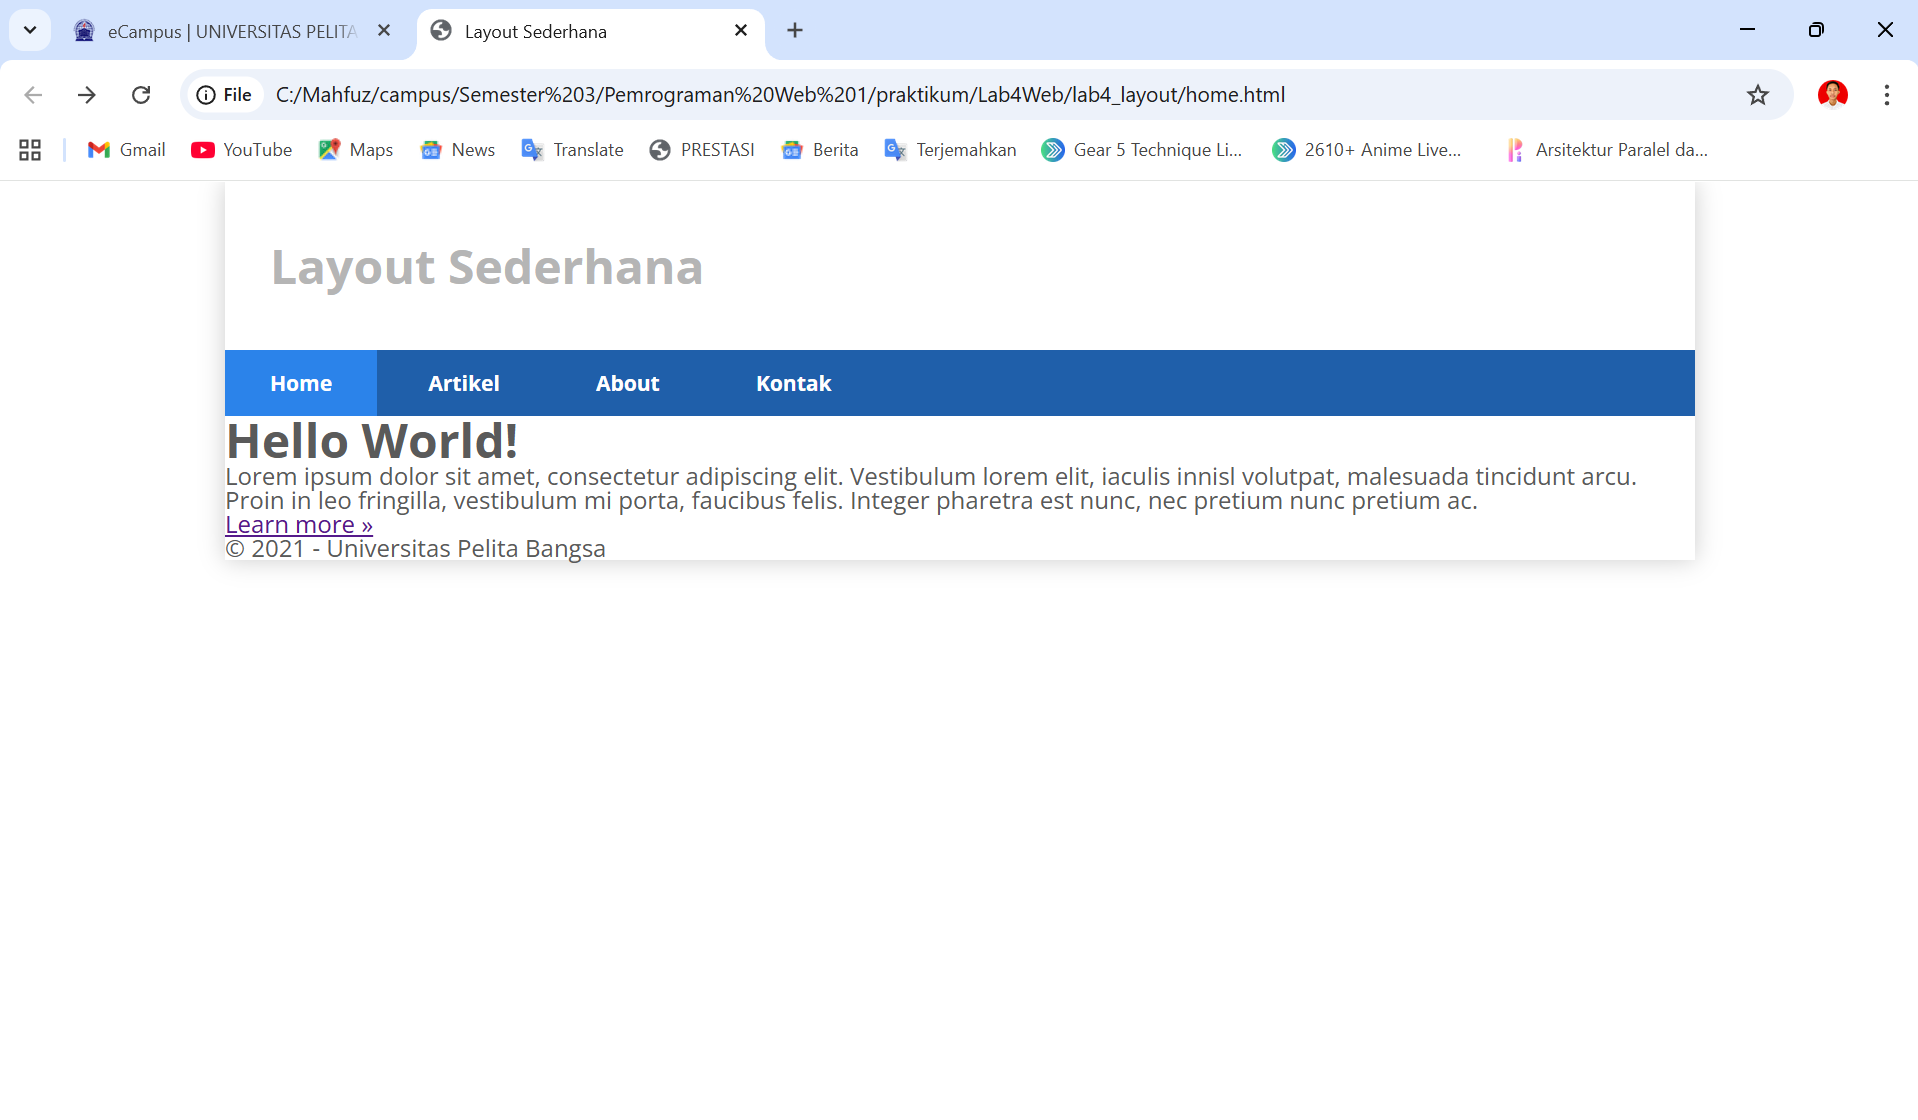 eCampus | UNIVERSITAS PELITA
Layout Sederhana
File
C:/Mahfuz/campus/Semester%203/Pemrograman%20Web%201/praktikum/Lab4Web/lab4_layout/home.html
Gmail
YouTube
Maps
News
Translate
PRESTASI
Berita
Terjemahkan
Gear 5 Technique Li...
2610+ Anime Live...
Arsitektur Paralel da...
Layout Sederhana
Home
Artikel
About
Kontak
Hello World!
Lorem ipsum dolor sit amet, consectetur adipiscing elit. Vestibulum lorem elit, iaculis innisl volutpat, malesuada tincidunt arcu.
Proin in leo fringilla, vestibulum mi porta, faucibus felis. Integer pharetra est nunc, nec pretium nunc pretium ac.
Learn more »
© 2021 - Universitas Pelita Bangsa